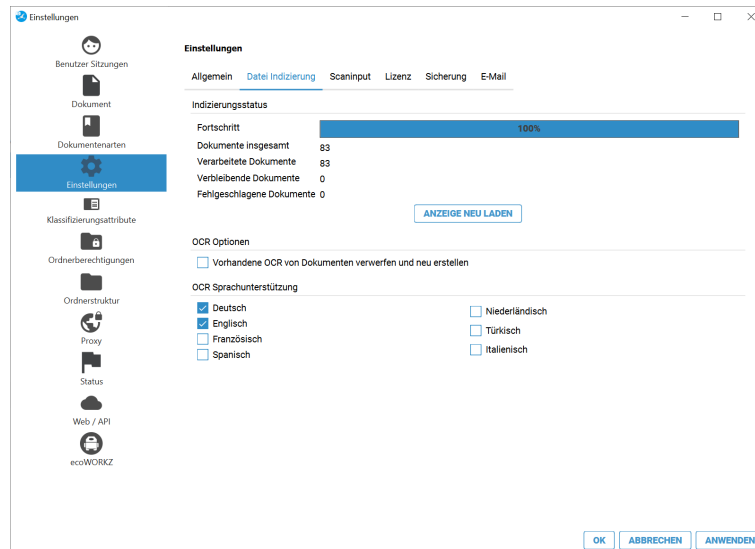 Einstellungen
Benutzer Sitzungen
Dokument
Dokumentenarten
Einstellungen
Klassifizierungsattribute
Ordnerberechtigungen
Ordnerstruktur
Proxy
Status
Web / API
ecoWORKZ
Einstellungen
Allgemein Datei Indizierung Scaninput Lizenz Sicherung E-Mail
Indizierungsstatus
Fortschritt 100%
Dokumente insgesamt 83
Verarbeitete Dokumente 83
Verbleibende Dokumente 0
Fehlgeschlagene Dokumente 0
ANZEIGE NEU LADEN
OCR Optionen
Vorhandene OCR von Dokumenten verwerfen und neu erstellen
OCR Sprachunterstützung
Deutsch
Englisch
Französisch
Spanisch
Niederländisch
Türkisch
Italienisch
OK ABBRECHEN ANWENDEN